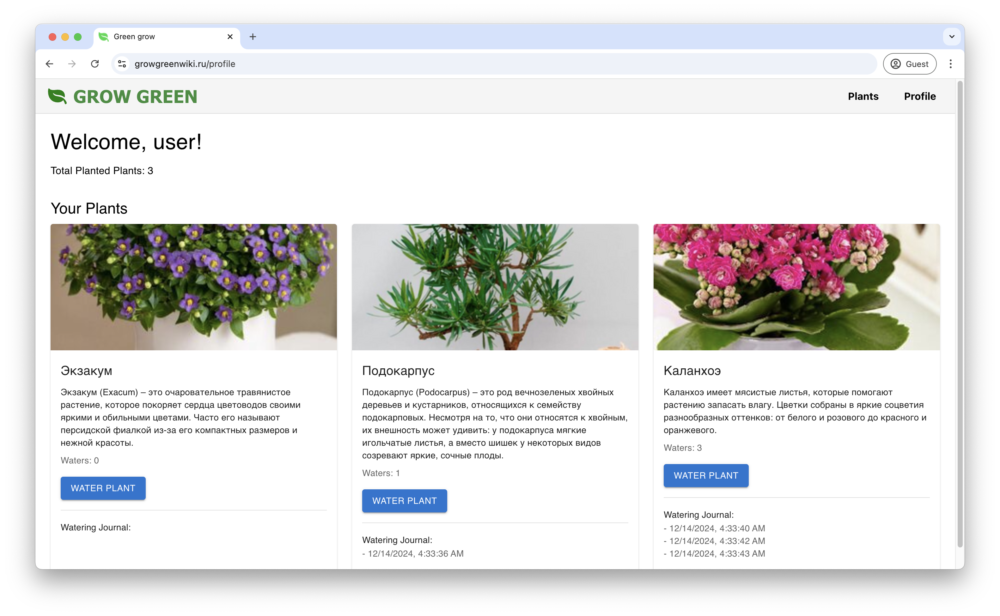 Green grow
growgreenwiki.ru/profile
Guest
GROW GREEN
Plants
Profile
Welcome, user!
Total Planted Plants: 3
Your Plants
Экзакум
Экзакум (Exacum) – это очаровательное травянистое
растение, которое покоряет сердца цветоводов своими
яркими и обильными цветами. Часто его называют
персидской фиалкой из-за его компактных размеров и
нежной красоты.
Waters: 0
WATER PLANT
Watering Journal:
Подокарпус
Подокарпус (Podocarpus) – это род вечнозеленых хвойных
деревьев и кустарников, относящихся к семейству
подокарповых. Несмотря на то, что они относятся к хвойным,
их внешность может удивить: у подокарпуса мягкие
игольчатые листья, а вместо шишек у некоторых видов
созревают яркие, сочные плоды.
Waters: 1
WATER PLANT
Watering Journal:
- 12/14/2024, 4:33:36 AM
Каланхоэ
Каланхоэ имеет мясистые листья, которые помогают
растению запасать влагу. Цветки собраны в яркие соцветия
разнообразных оттенков: от белого и розового до красного и
оранжевого.
Waters: 3
WATER PLANT
Watering Journal:
- 12/14/2024, 4:33:40 AM
- 12/14/2024, 4:33:42 AM
- 12/14/2024, 4:33:43 AM